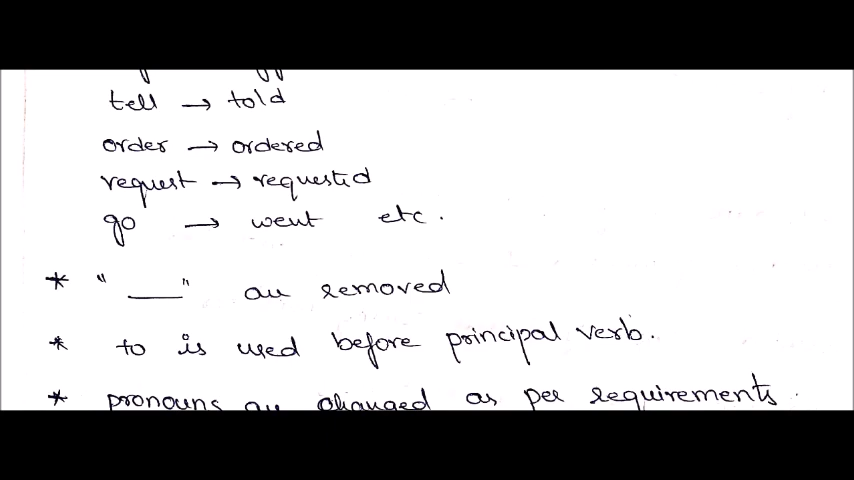 tell → told
order → ordered
request → requested
go → went etc.
* " ___ " are removed
* to is used before principal verb.
* pronouns are changed as per requirements.